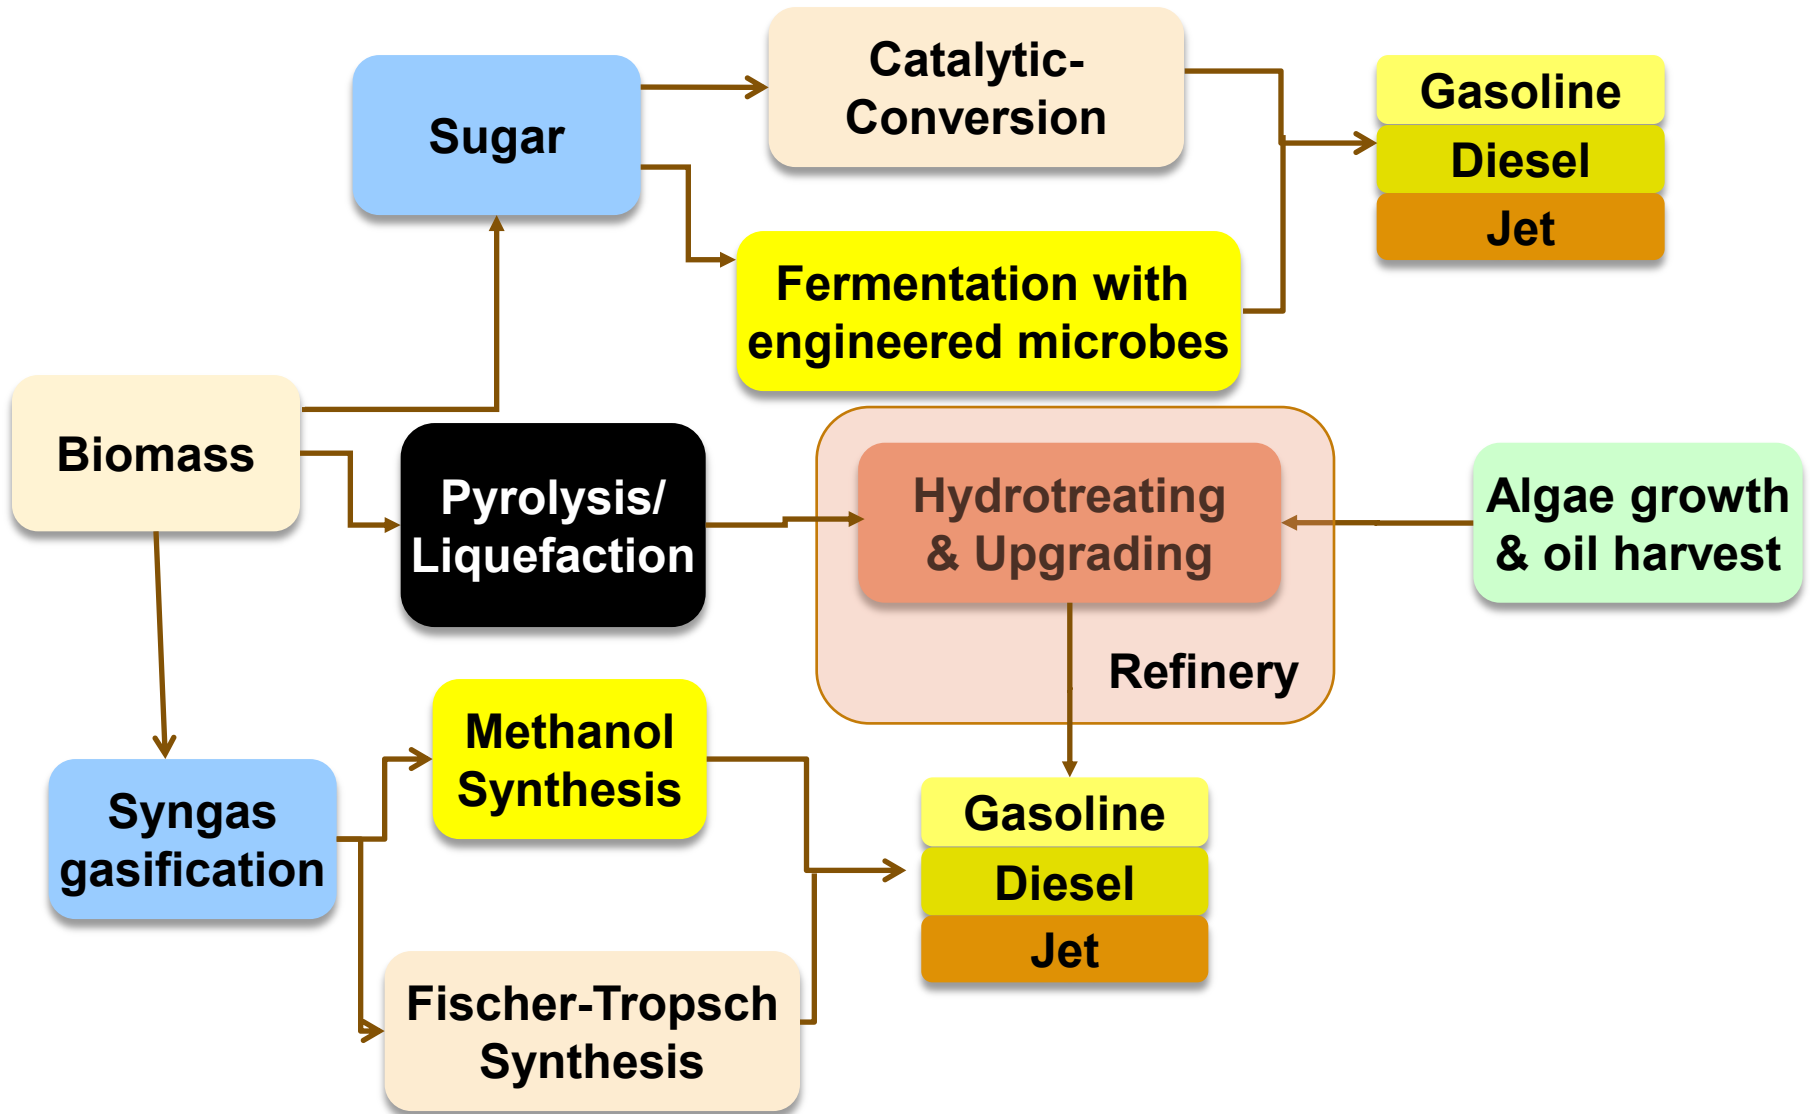 Catalytic-
Conversion
Gasoline
Diesel
Jet
Sugar
Fermentation with
engineered microbes
Biomass
Pyrolysis/
Liquefaction
Hydrotreating
& Upgrading
Refinery
Algae growth
& oil harvest
Methanol
Synthesis
Syngas
gasification
Gasoline
Diesel
Jet
Fischer-Tropsch
Synthesis